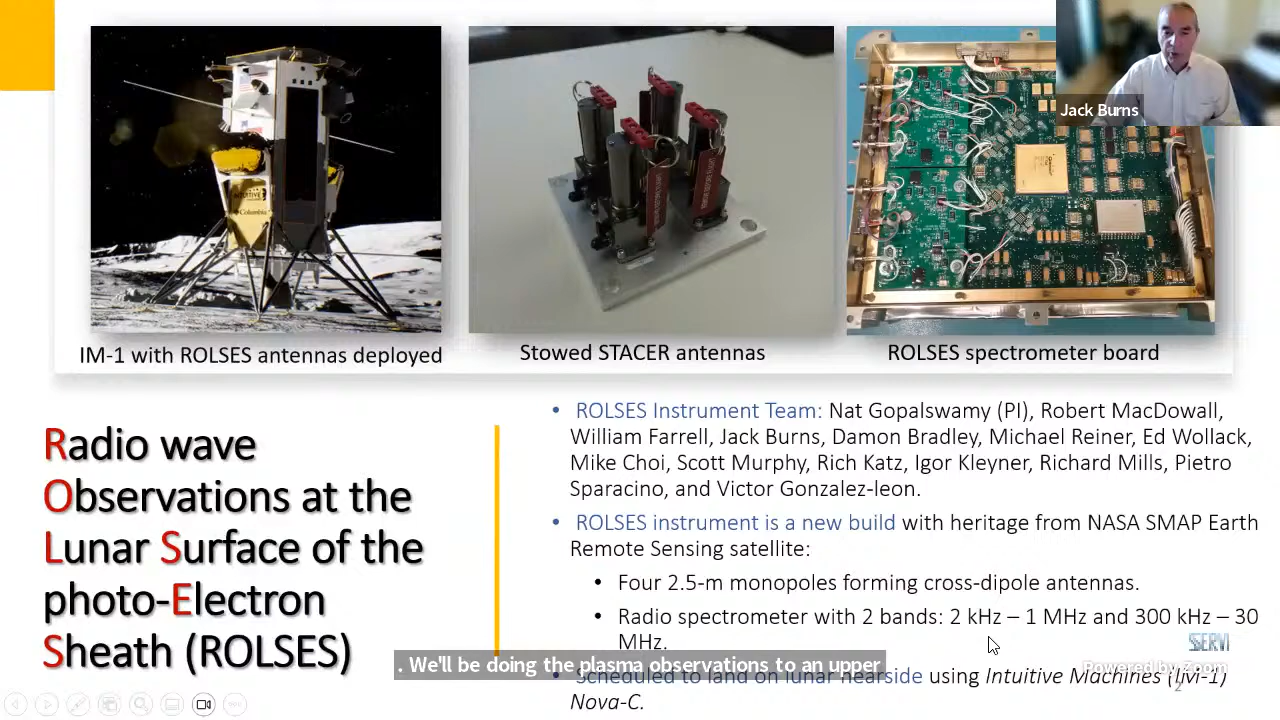 Jack Burns
IM-1 with ROLSES antennas deployed
Stowed STACER antennas
ROLSES spectrometer board
Radio wave
Observations at the
Lunar Surface of the
photo-Electron
Sheath (ROLSES)
• ROLSES Instrument Team: Nat Gopalswamy (PI), Robert MacDowall,
William Farrell, Jack Burns, Damon Bradley, Michael Reiner, Ed Wollack,
Mike Choi, Scott Murphy, Rich Katz, Igor Kleyner, Richard Mills, Pietro
Sparacino, and Victor Gonzalez-leon.
• ROLSES instrument is a new build with heritage from NASA SMAP Earth
Remote Sensing satellite:
• Four 2.5-m monopoles forming cross-dipole antennas.
• Radio spectrometer with 2 bands: 2 kHz – 1 MHz and 300 kHz – 30
MHz.
. We'll be doing the plasma observations to an upper
• Scheduled to land on lunar nearside using Intuitive Machines
Nova-C.
Powered by Zoom
2